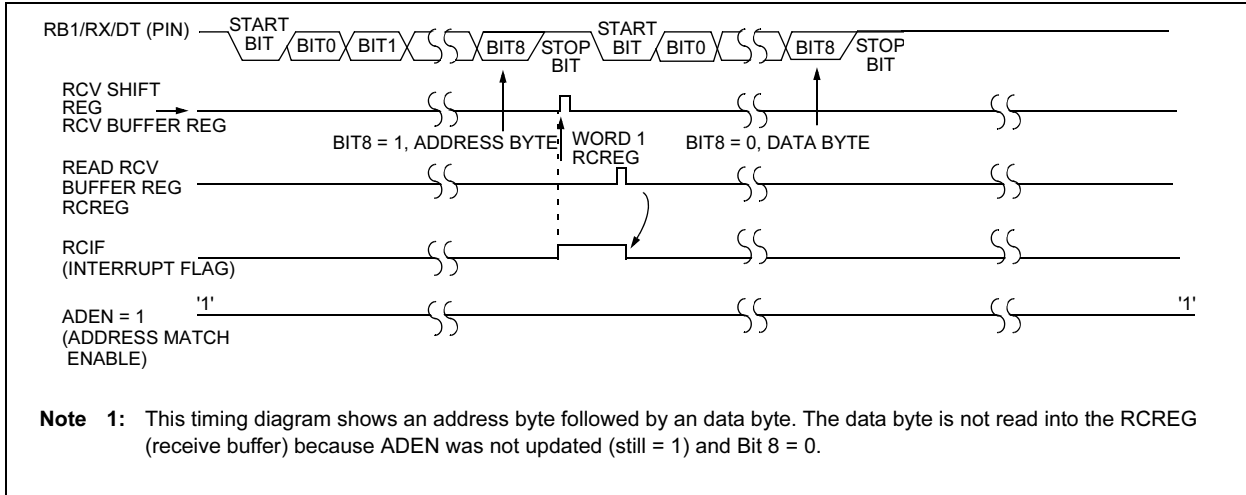 RB1/RX/DT (PIN)
START BIT
BIT0
BIT1
BIT8
STOP BIT
START BIT
BIT0
BIT8
STOP BIT
RCV SHIFT
REG
RCV BUFFER REG
BIT8 = 1, ADDRESS BYTE
WORD 1
RCREG
BIT8 = 0, DATA BYTE
READ RCV
BUFFER REG
RCREG
RCIF
(INTERRUPT FLAG)
'1'
'1'
ADEN = 1
(ADDRESS MATCH
ENABLE)
Note 1: This timing diagram shows an address byte followed by an data byte. The data byte is not read into the RCREG
(receive buffer) because ADEN was not updated (still = 1) and Bit 8 = 0.